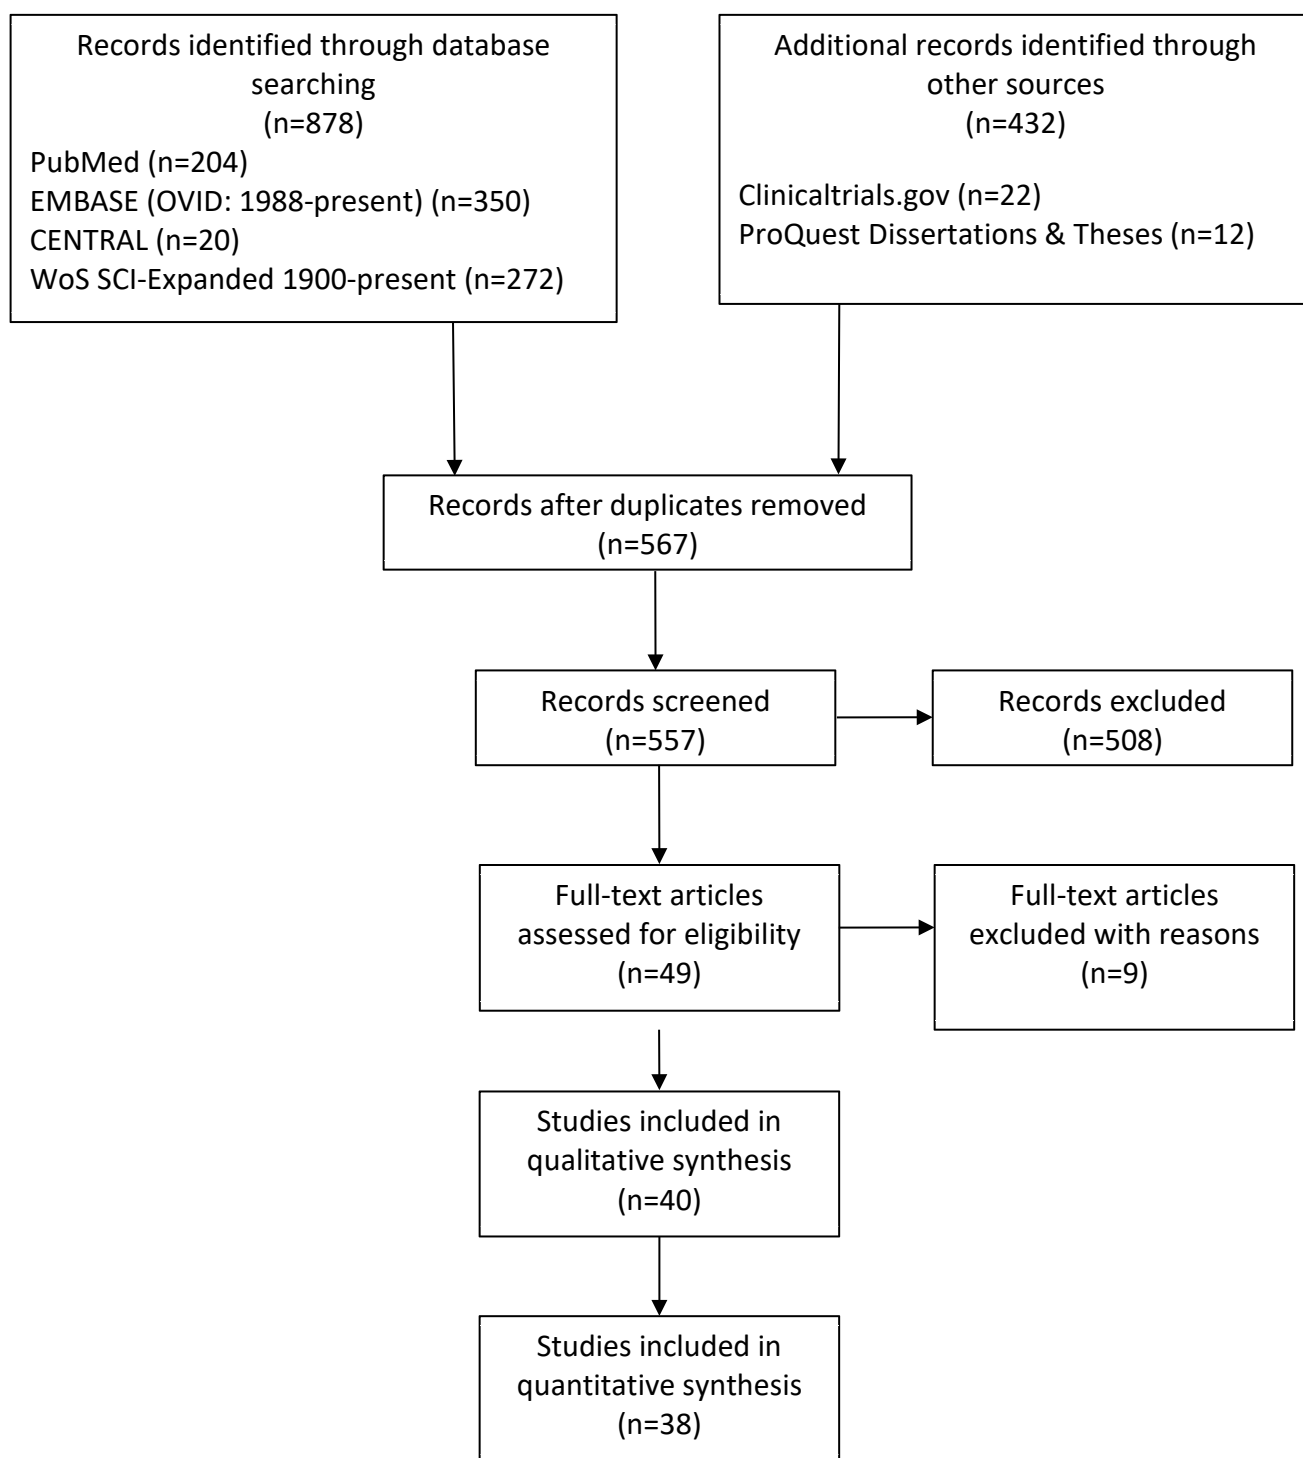 Records identified through database
searching
(n=878)
PubMed (n=204)
EMBASE (OVID: 1988-present) (n=350)
CENTRAL (n=20)
WoS SCI-Expanded 1900-present (n=272)
Additional records identified through
other sources
(n=432)
Clinicaltrials.gov (n=22)
ProQuest Dissertations & Theses (n=12)
Records after duplicates removed
(n=567)
Records screened
(n=557)
Records excluded
(n=508)
Full-text articles
assessed for eligibility
(n=49)
Full-text articles
excluded with reasons
(n=9)
Studies included in
qualitative synthesis
(n=40)
Studies included in
quantitative synthesis
(n=38)